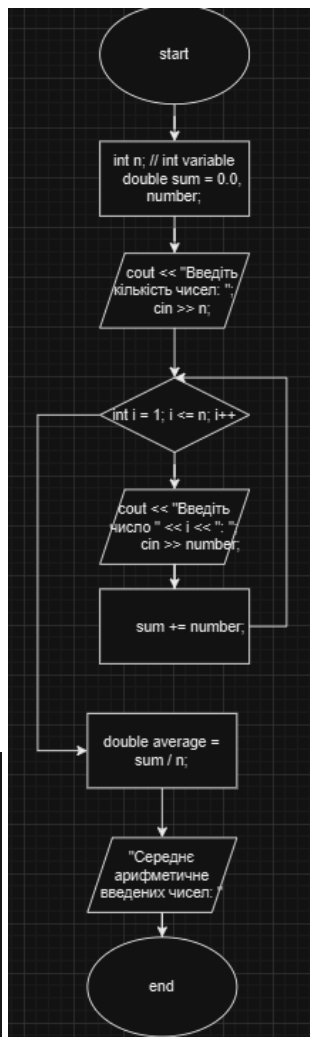 start
int n; // int variable
double sum = 0.0,
number;
cout << "Введіть
кількість чисел: ";
cin >> n;
int i = 1; i <= n; i++
cout << "Введіть
число " << i << ": ";
cin >> number;
sum += number;
double average =
sum / n;
"Середнє
арифметичне
введених чисел: "
end